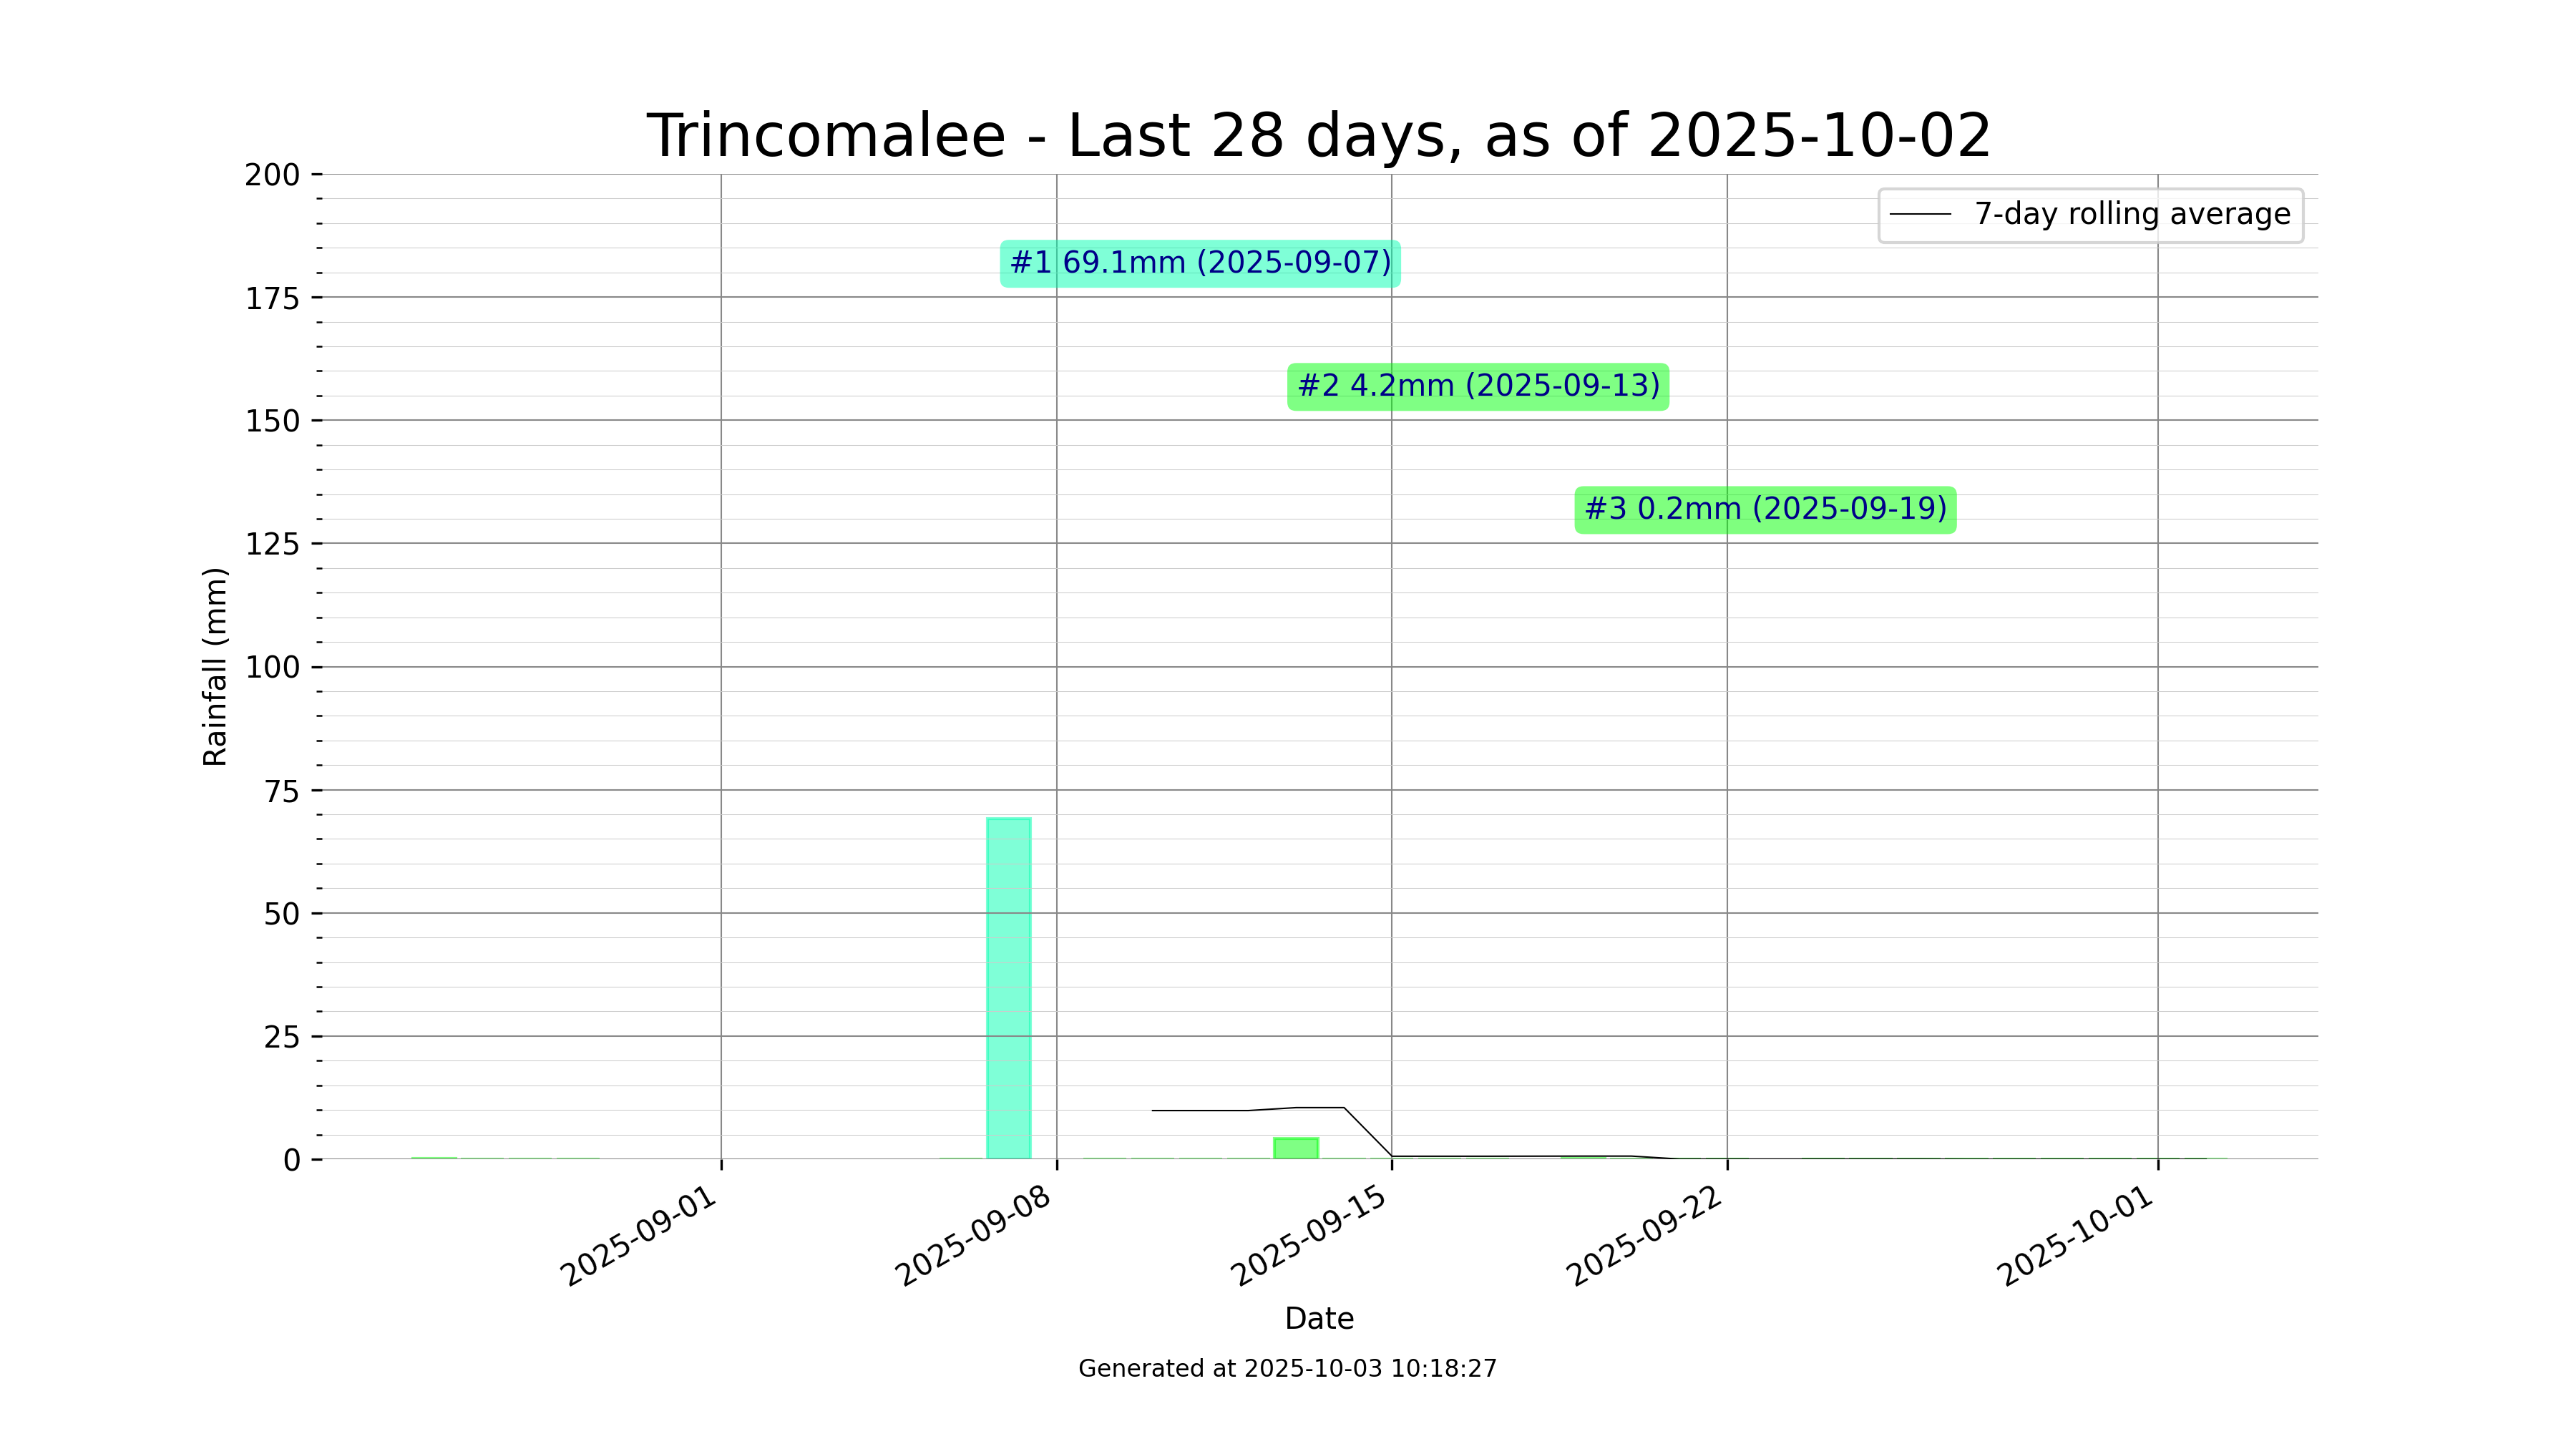 Trincomalee - Last 28 days, as of 2025-10-02
7-day rolling average
#1 69.1mm (2025-09-07)
#2 4.2mm (2025-09-13)
#3 0.2mm (2025-09-19)
Rainfall (mm)
200
175
150
125
100
75
50
25
0
2025-09-01
2025-09-08
2025-09-15
2025-09-22
2025-10-01
Date
Generated at 2025-10-03 10:18:27